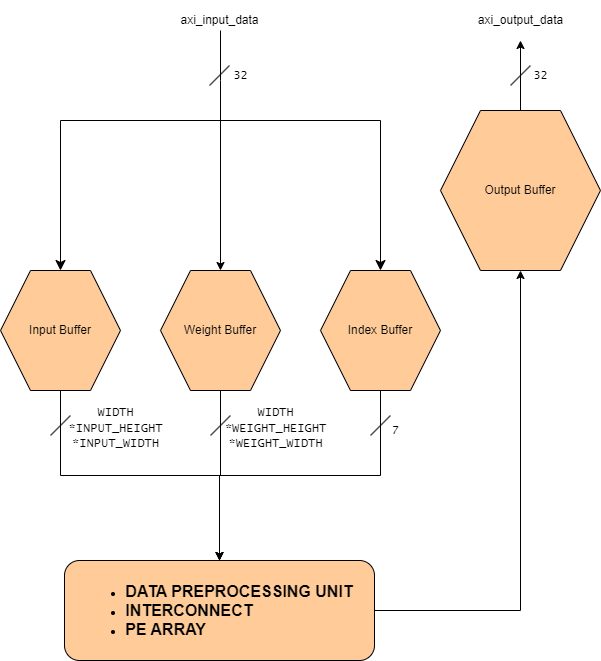 axi_input_data
axi_output_data
32
32
Output Buffer
Input Buffer
Weight Buffer
Index Buffer
WIDTH
*INPUT_HEIGHT
*INPUT_WIDTH
WIDTH
*WEIGHT_HEIGHT
*WEIGHT_WIDTH
7
• DATA PREPROCESSING UNIT
• INTERCONNECT
• PE ARRAY